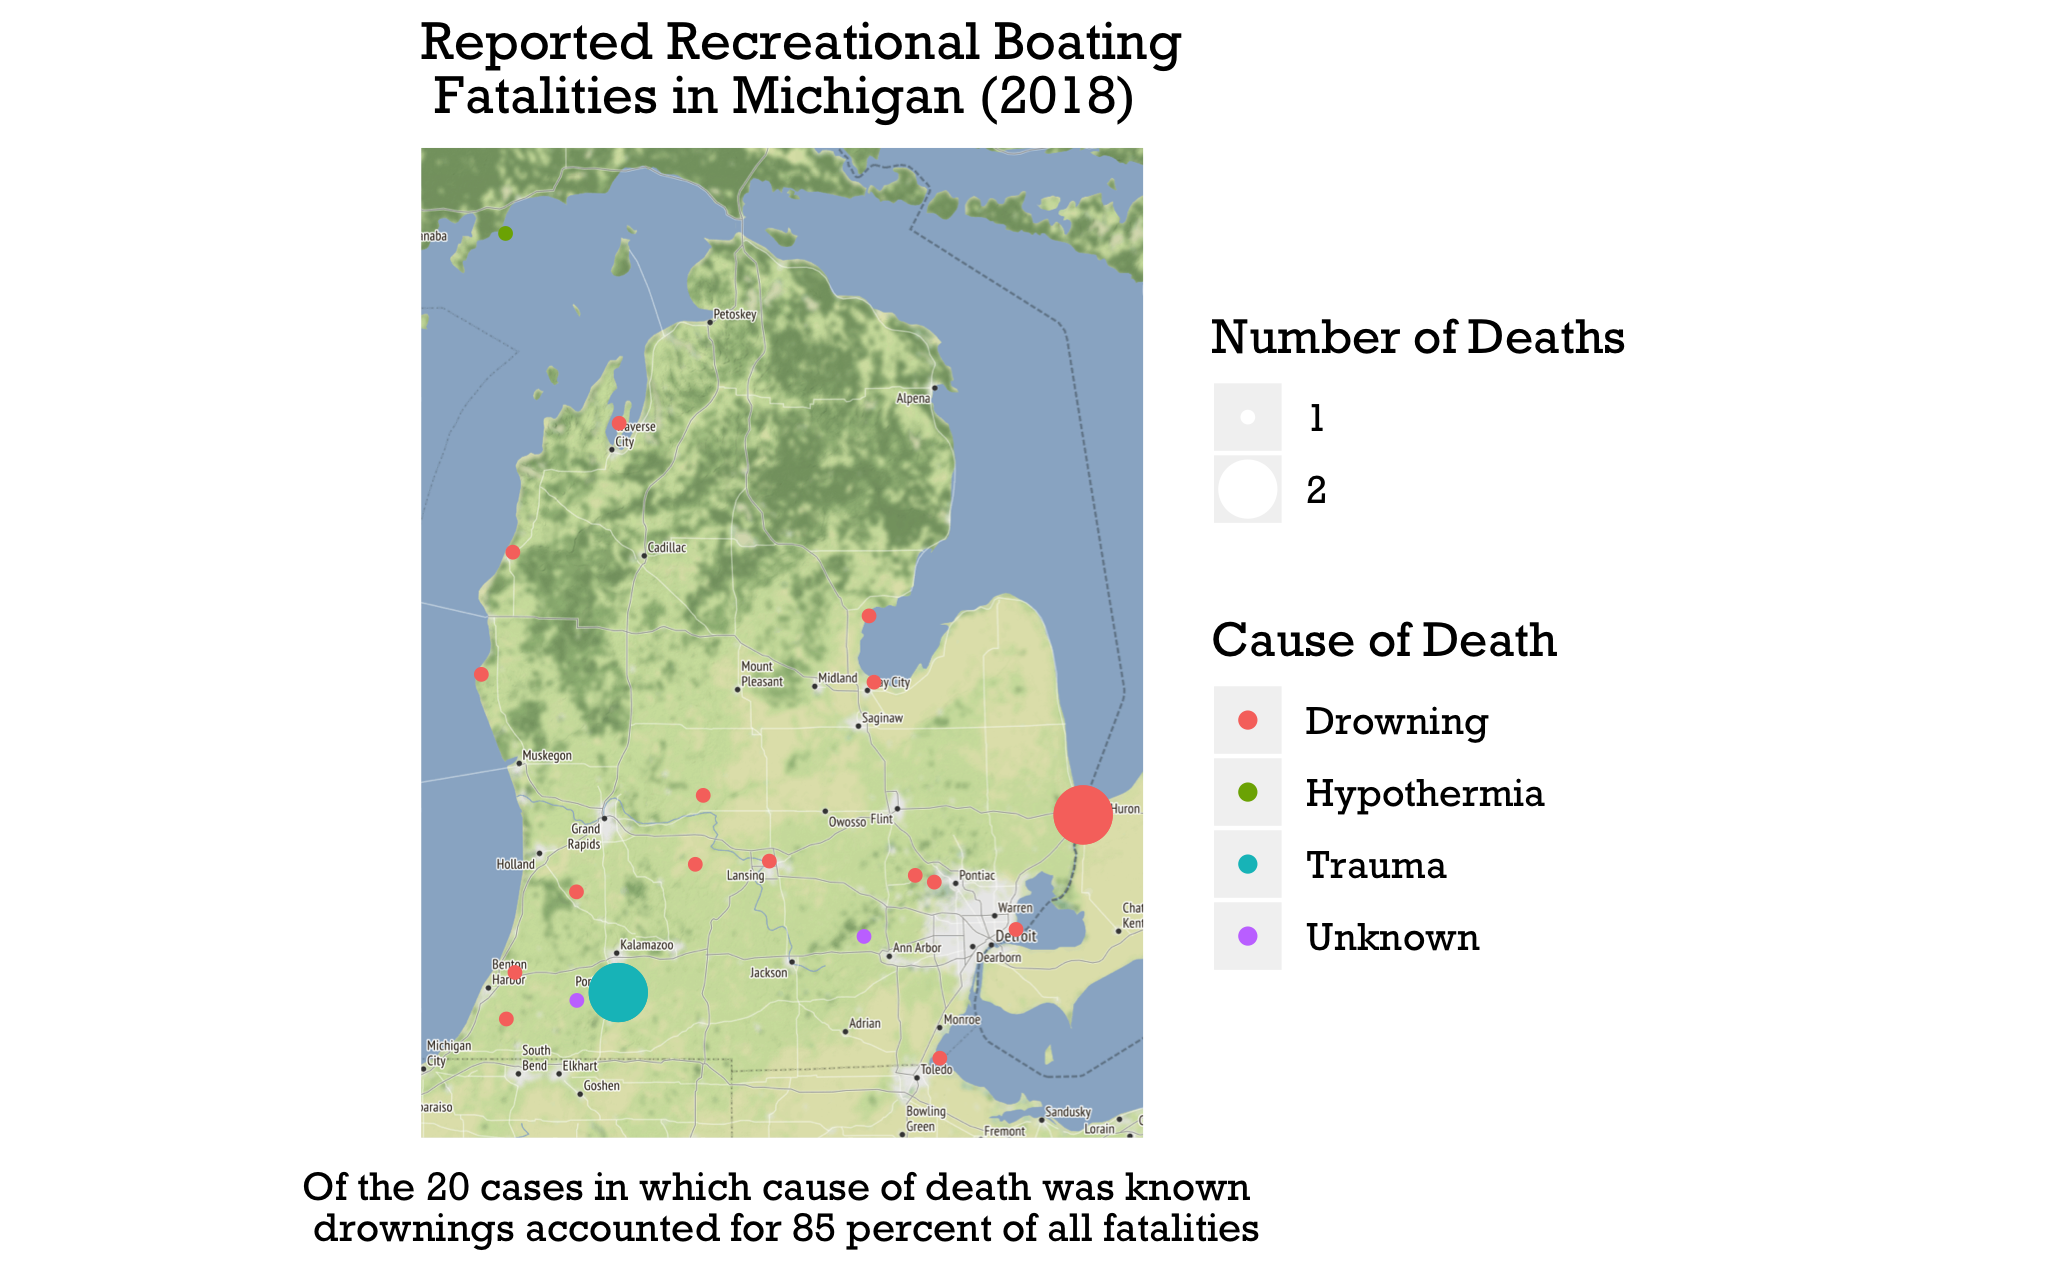 Reported Recreational Boating
Fatalities in Michigan (2018)
Petoskey
Alpena
City
Cadillac
Mount
Pleasant
Midland
City
Saginaw
Muskegon
Grand
Rapids
Owosso
Flint
Huron
Holland
Lansing
Pontiac
Warren
Detroit
Dearborn
Ann Arbor
Kalamazoo
Jackson
Benton
Harbor
Adrian
Monroe
Michigan
City
South
Bend
Elkhart
Goshen
Toledo
Bowling
Green
Sandusky
Fremont
Lorain
Number of Deaths
1
2
Cause of Death
Drowning
Hypothermia
Trauma
Unknown
Of the 20 cases in which cause of death was known
drownings accounted for 85 percent of all fatalities